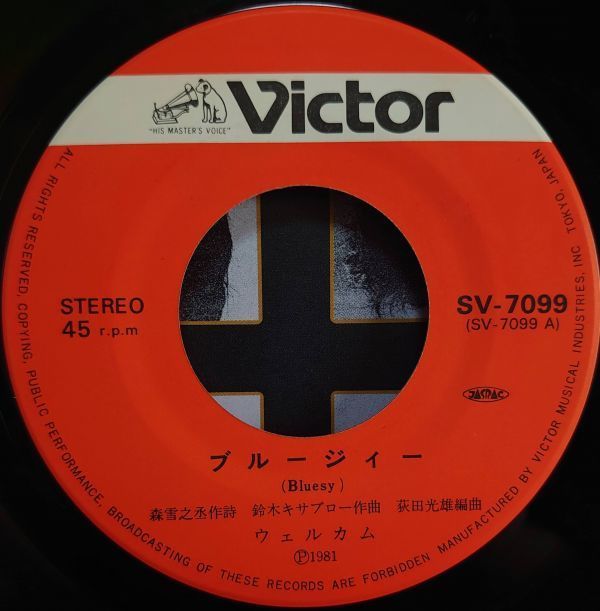 Victor
"HIS MASTER'S VOICE"
STEREO
45 r.p.m
SV-7099
(SV-7099 A)
JASRAC
ブルージィー
(Bluesy)
森雪之丞作詩 鈴木キサブロー作曲 萩田光雄編曲
ウェルカム
Ⓟ1981
ALL RIGHTS RESERVED, COPYING, PUBLIC PERFORMANCE, BROADCASTING OF THESE RECORDS ARE FORBIDDEN MANUFACTURED BY VICTOR MUSICAL INDUSTRIES, INC TOKYO, JAPAN